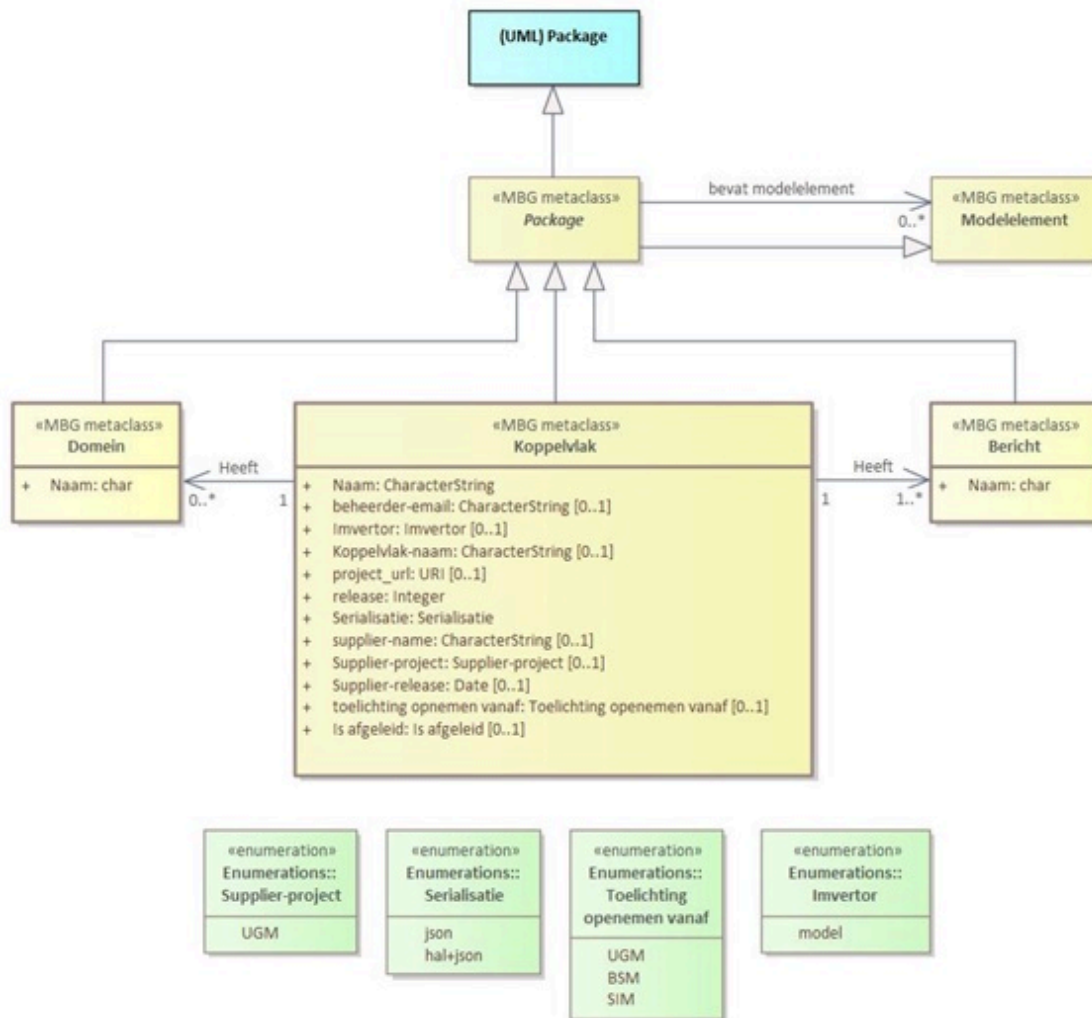 (UML) Package
«MBG metaclass»
Package
bevat modelelement
0..*
«MBG metaclass»
Modelelement
«MBG metaclass»
Domein
+ Naam: char
Heeft
0..*
1
«MBG metaclass»
Koppelvlak
+ Naam: CharacterString
+ beheerder-email: CharacterString [0..1]
+ Imvertor: Imvertor [0..1]
+ Koppelvlak-naam: CharacterString [0..1]
+ project_url: URI [0..1]
+ release: Integer
+ Serialisatie: Serialisatie
+ supplier-name: CharacterString [0..1]
+ Supplier-project: Supplier-project [0..1]
+ Supplier-release: Date [0..1]
+ toelichting opnemen vanaf: Toelichting openemen vanaf [0..1]
+ Is afgeleid: Is afgeleid [0..1]
Heeft
1
1..*
«MBG metaclass»
Bericht
+ Naam: char
«enumeration»
Enumerations::
Supplier-project
UGM
«enumeration»
Enumerations::
Serialisatie
json
hal+json
«enumeration»
Enumerations::
Toelichting
openemen vanaf
UGM
BSM
SIM
«enumeration»
Enumerations::
Imvertor
model